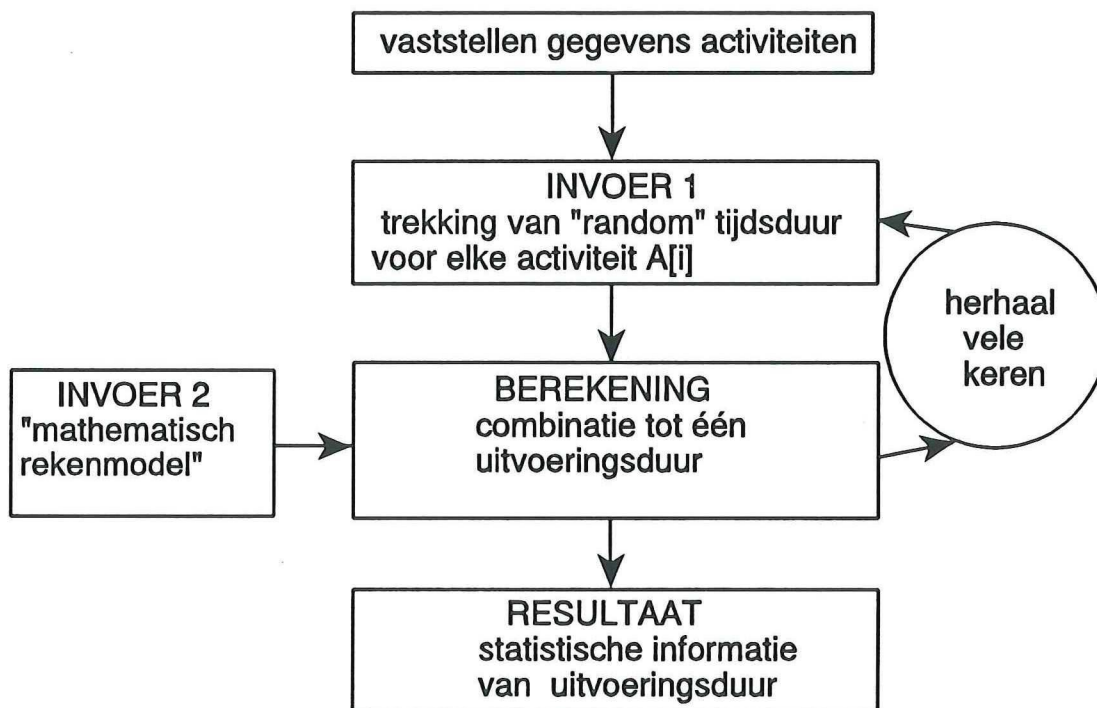 vaststellen gegevens activiteiten
INVOER 1
trekking van "random" tijdsduur
voor elke activiteit A[i]
herhaal
vele
keren
INVOER 2
"mathematisch
rekenmodel"
BEREKENING
combinatie tot één
uitvoeringsduur
RESULTAAT
statistische informatie
van uitvoeringsduur